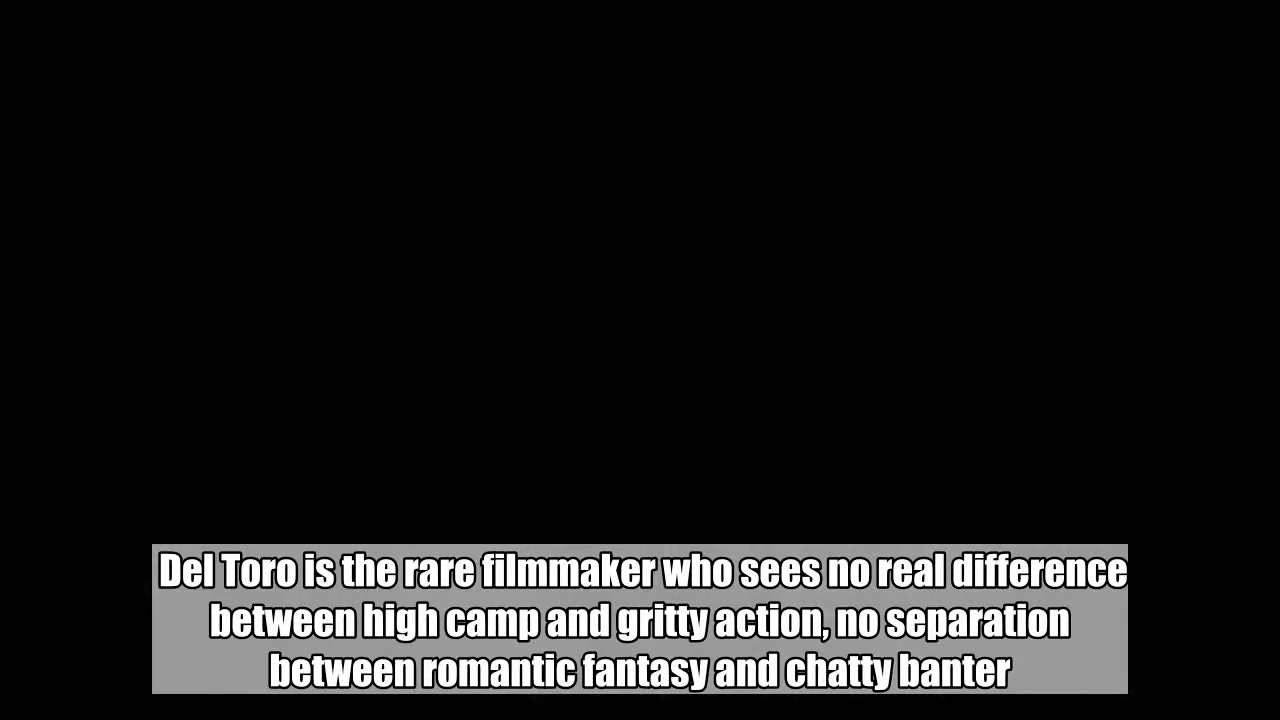 Del Toro is the rare filmmaker who sees no real difference
between high camp and gritty action, no separation
between romantic fantasy and chatty banter